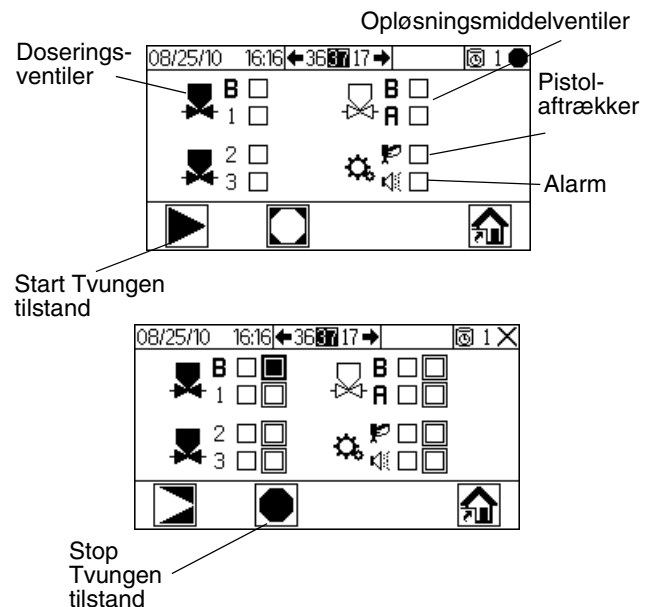 Opløsningsmiddelventiler
Doserings-
ventiler
08/25/10 16:16 36 37 17 1
Pistol-
aftrækker
B B
1 A
2
3
Alarm
Start Tvungen
tilstand
08/25/10 16:16 36 37 17 1
B B
1 A
2
3
Stop
Tvungen
tilstand